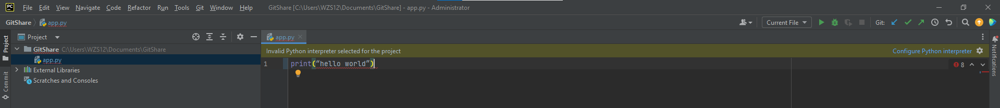 PC File Edit View Navigate Code Refactor Run Tools Git Window Help GitShare [C:\Users\WZS12\Documents\GitShare] - app.py - Administrator
GitShare app.py Current File Git:
Project Project app.py
GitShare C:\Users\WZS12\Documents\GitShare Invalid Python interpreter selected for the project Configure Python interpreter
app.py 1 print(“hello world”) 8
External Libraries
Scratches and Consoles
Commit
Notifications